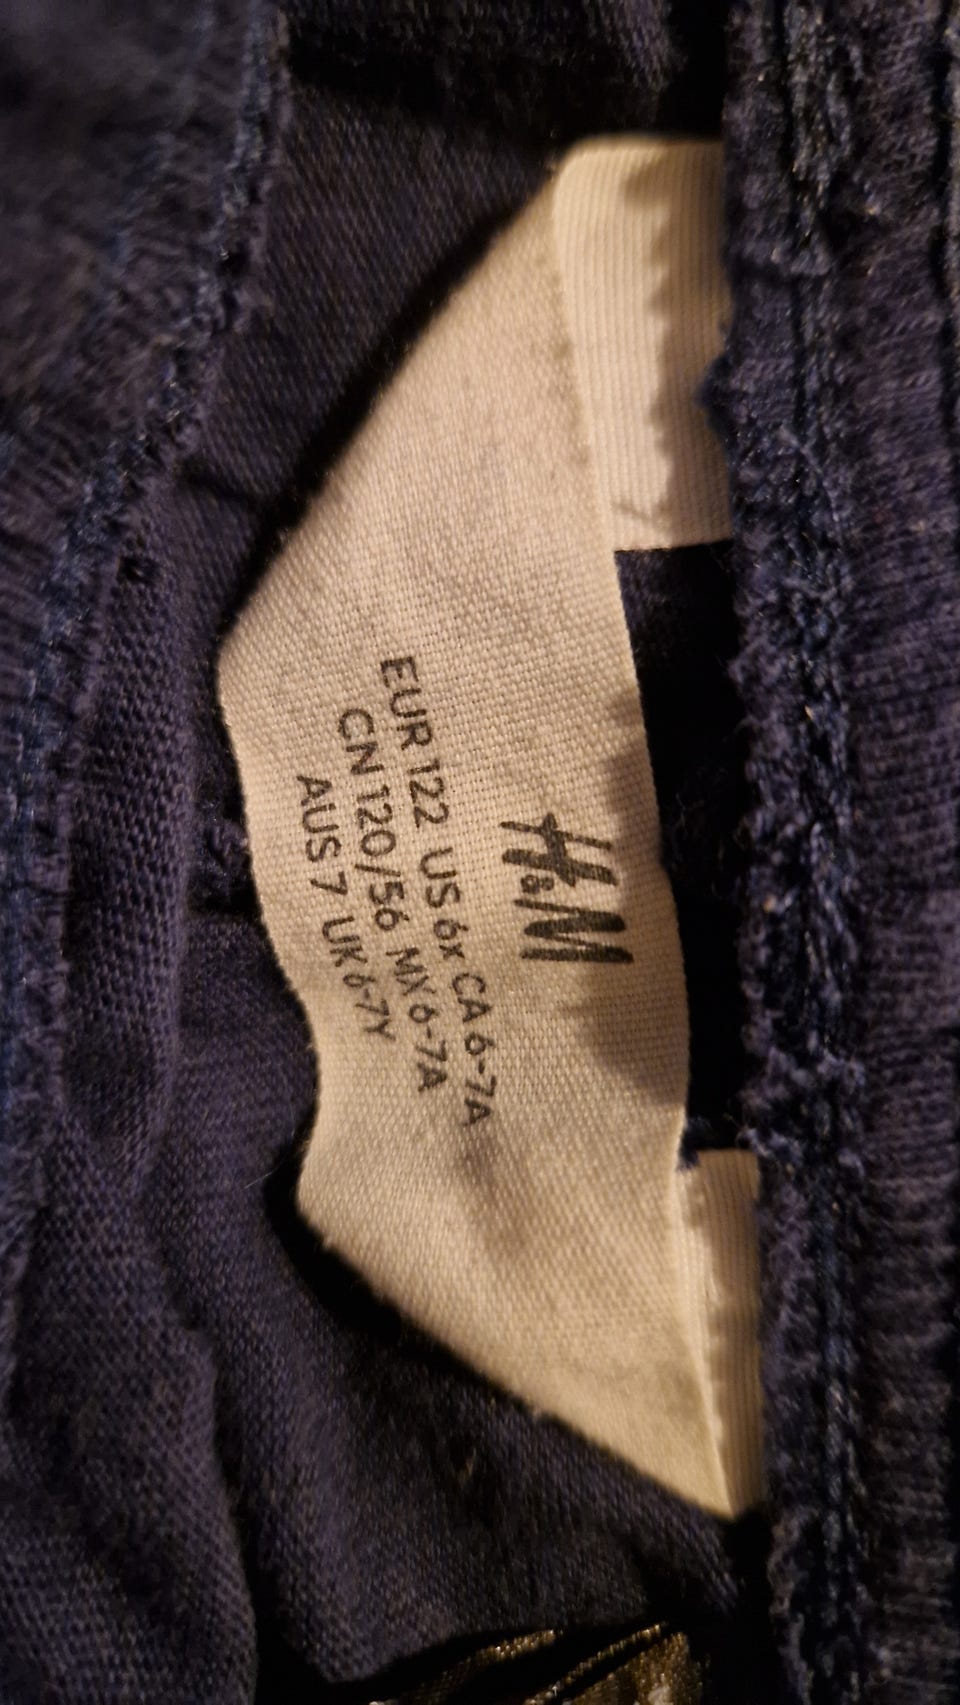 H&M
EUR 122 US 6x CA 6-7A
CN 120/56 MX 6-7A
AUS 7 UK 6-7Y